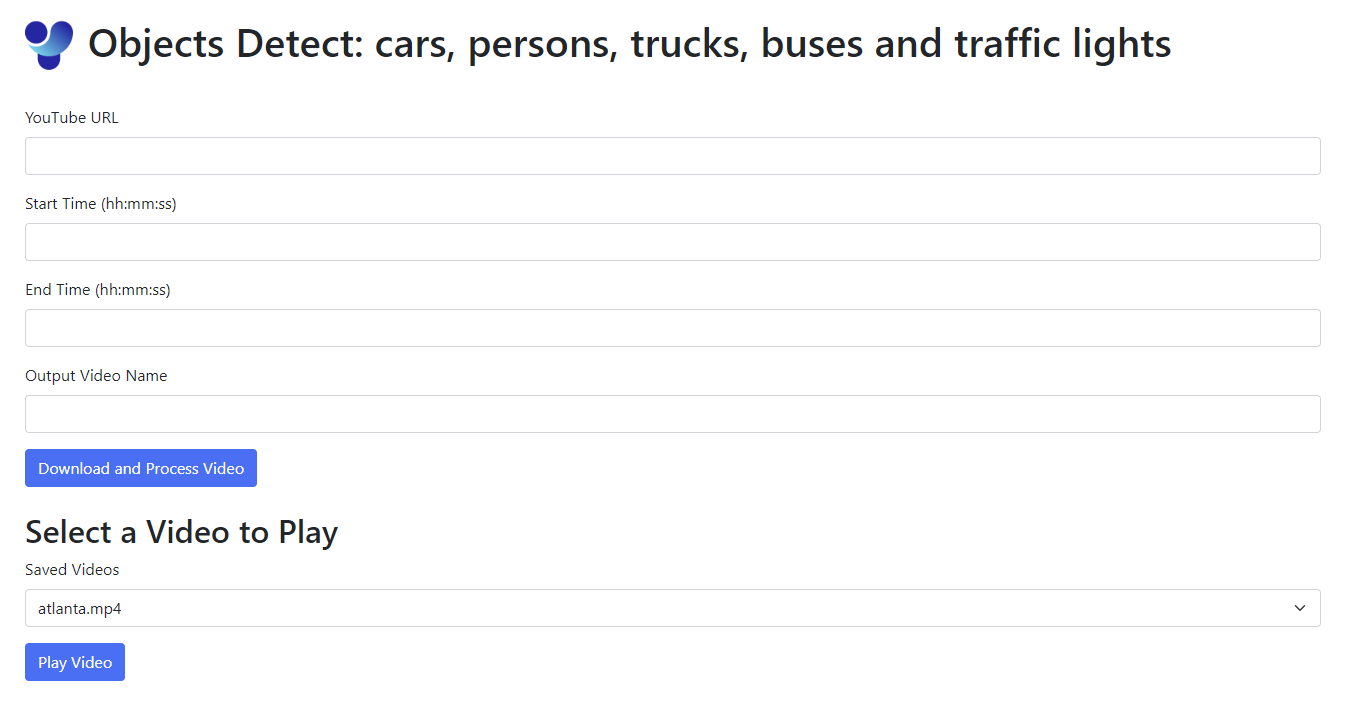 Objects Detect: cars, persons, trucks, buses and traffic lights
YouTube URL
Start Time (hh:mm:ss)
End Time (hh:mm:ss)
Output Video Name
Download and Process Video
Select a Video to Play
Saved Videos
atlanta.mp4
Play Video